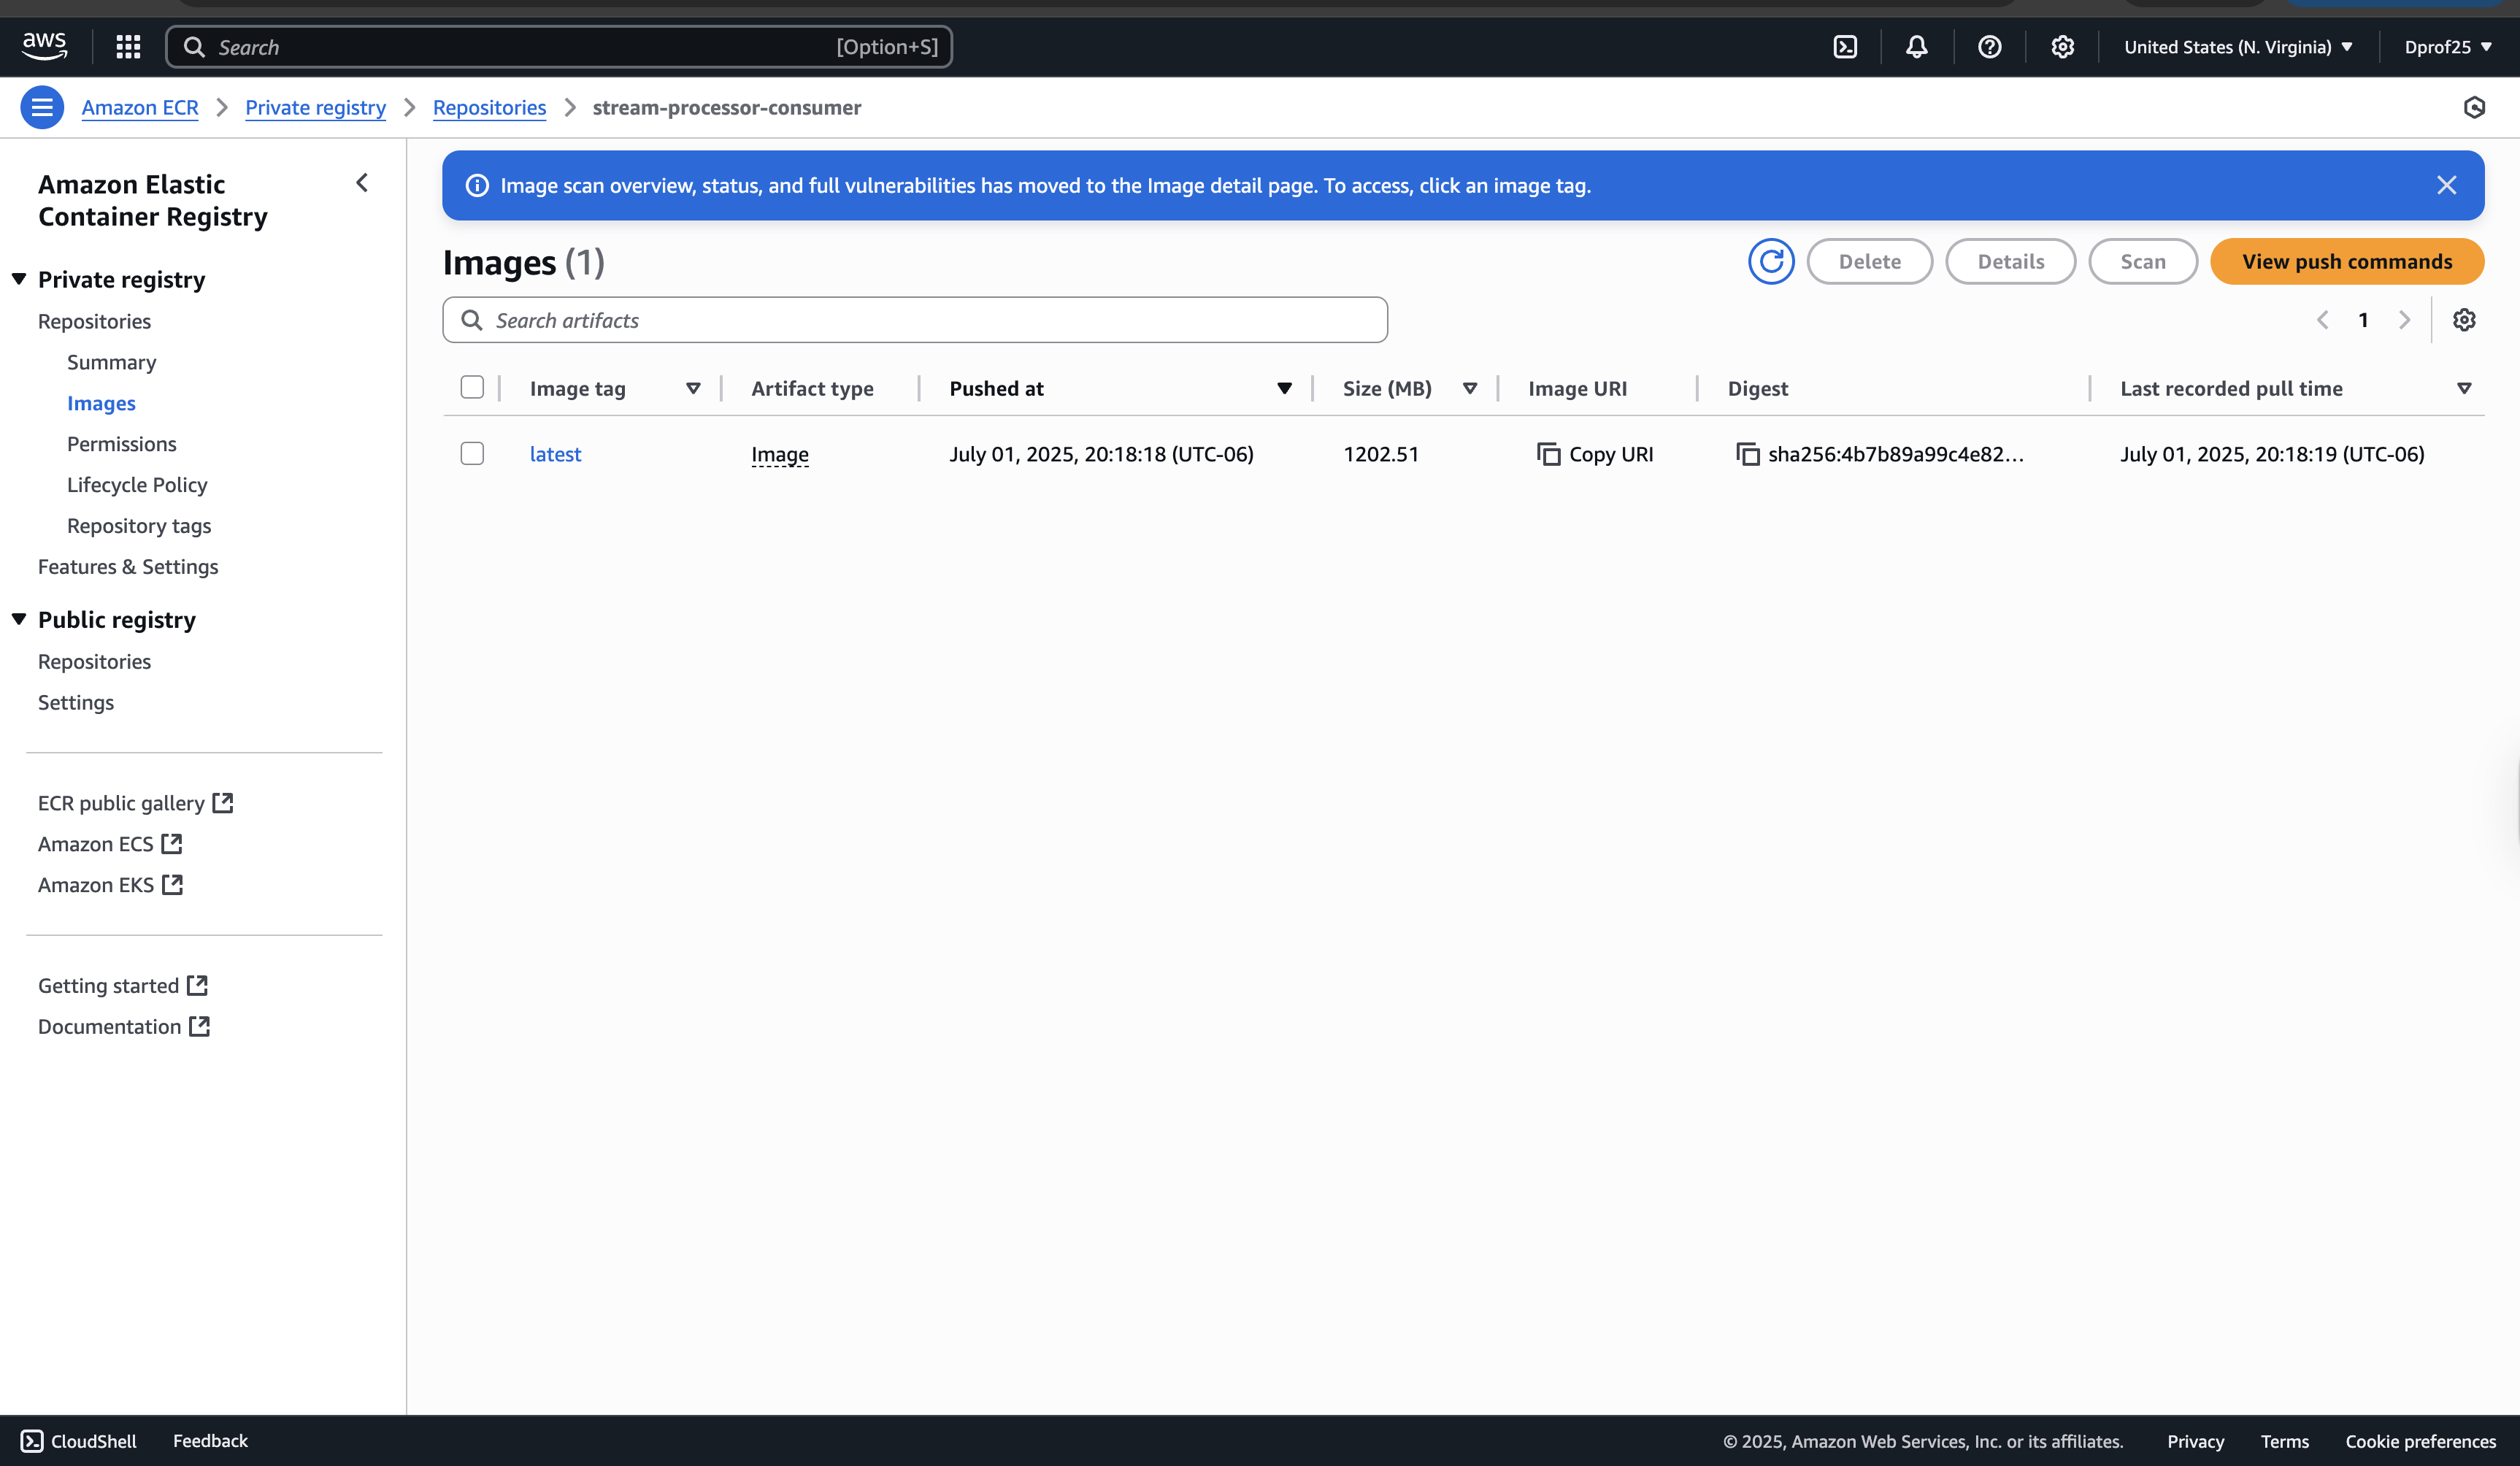 aws
Search
[Option+S]
United States (N. Virginia)
Dprof25
Amazon ECR
Private registry
Repositories
stream-processor-consumer
Amazon Elastic
Container Registry
Private registry
Repositories
Summary
Images
Permissions
Lifecycle Policy
Repository tags
Features & Settings
Public registry
Repositories
Settings
ECR public gallery
Amazon ECS
Amazon EKS
Getting started
Documentation
Image scan overview, status, and full vulnerabilities has moved to the Image detail page. To access, click an image tag.
Images (1)
Delete
Details
Scan
View push commands
Search artifacts
1
Image tag
Artifact type
Pushed at
Size (MB)
Image URI
Digest
Last recorded pull time
latest
Image
July 01, 2025, 20:18:18 (UTC-06)
1202.51
Copy URI
sha256:4b7b89a99c4e82...
July 01, 2025, 20:18:19 (UTC-06)
CloudShell
Feedback
© 2025, Amazon Web Services, Inc. or its affiliates.
Privacy
Terms
Cookie preferences